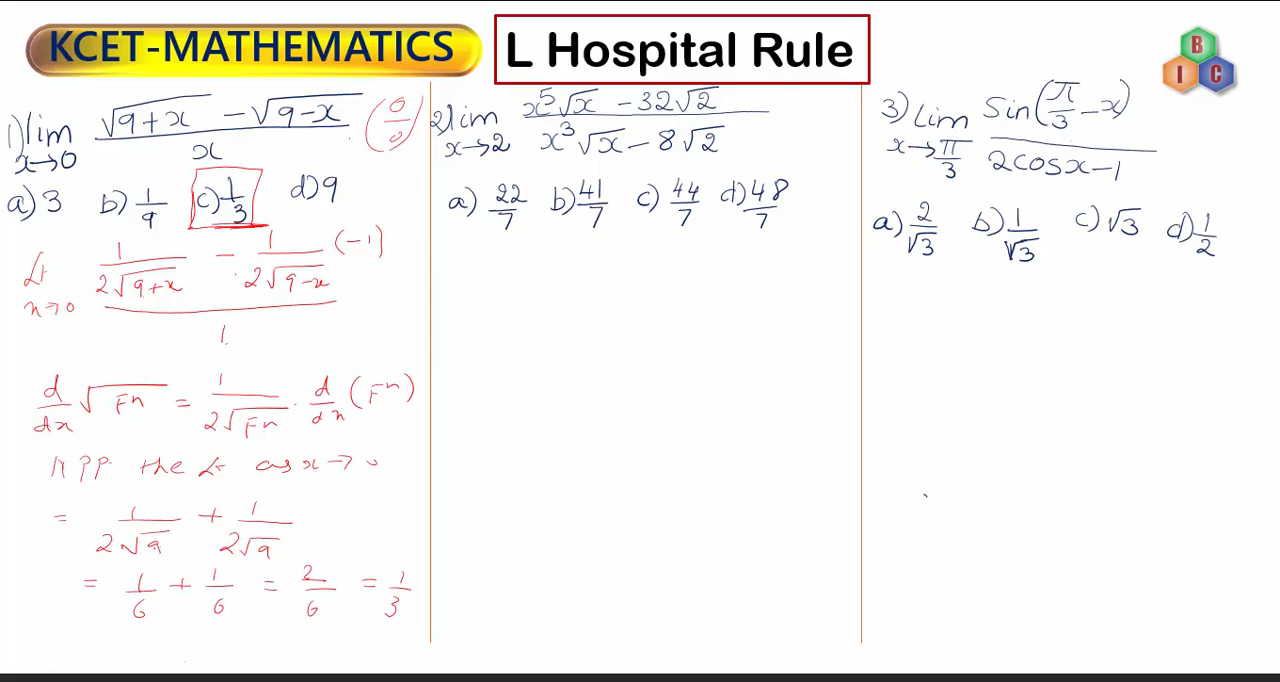 KCET-MATHEMATICS
L Hospital Rule
B
I C
1) lim x→0 (√9+x − √9−x)/x (0/0)
a) 3 b) 1/9 c) 1/3 d) 9
Lt x→0 (1/(2√9+x) − 1/(2√9−x) (−1))/1
d/dx √Fn = 1/(2√Fn) · d/dx (Fn)
APP the Lt as x→0
= 1/(2√9) + 1/(2√9)
= 1/6 + 1/6 = 2/6 = 1/3
2) lim x→2 (x⁵√x − 32√2)/(x³√x − 8√2)
a) 22/7 b) 41/7 c) 44/7 d) 48/7
3) Lim x→π/3 Sin(π/3 − x)/(2cosx−1)
a) 2/√3 b) 1/√3 c) √3 d) 1/2